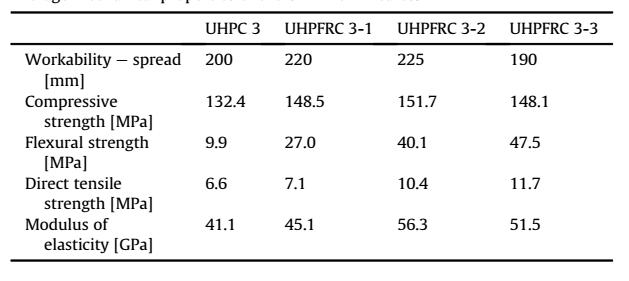 UHPC 3 UHPFRC 3-1 UHPFRC 3-2 UHPFRC 3-3
Workability – spread 200 220 225 190
[mm]
Compressive 132.4 148.5 151.7 148.1
strength [MPa]
Flexural strength 9.9 27.0 40.1 47.5
[MPa]
Direct tensile 6.6 7.1 10.4 11.7
strength [MPa]
Modulus of 41.1 45.1 56.3 51.5
elasticity [GPa]